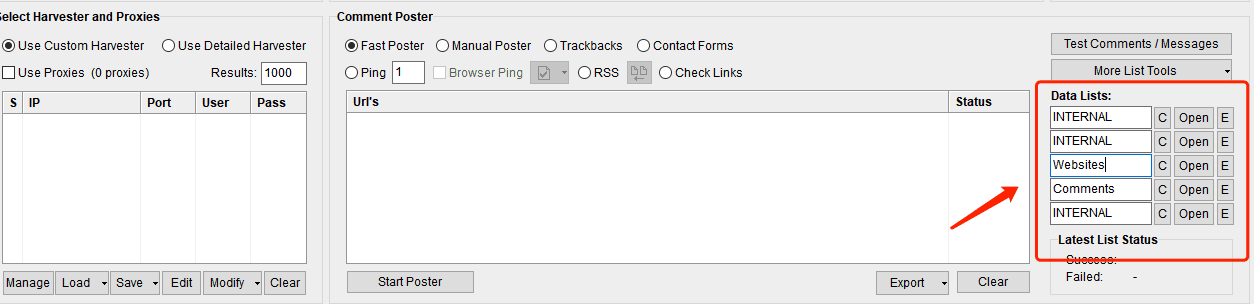 Select Harvester and Proxies
Use Custom Harvester
Use Detailed Harvester
Use Proxies (0 proxies)
Results:
1000
S
IP
Port
User
Pass
Manage
Load
Save
Edit
Modify
Clear
Comment Poster
Fast Poster
Manual Poster
Trackbacks
Contact Forms
Ping
1
Browser Ping
RSS
Check Links
Url's
Status
Start Poster
Export
Clear
Test Comments / Messages
More List Tools
Data Lists:
INTERNAL C Open E
INTERNAL C Open E
Websites C Open E
Comments C Open E
INTERNAL C Open E
Latest List Status
Success:
Failed: -